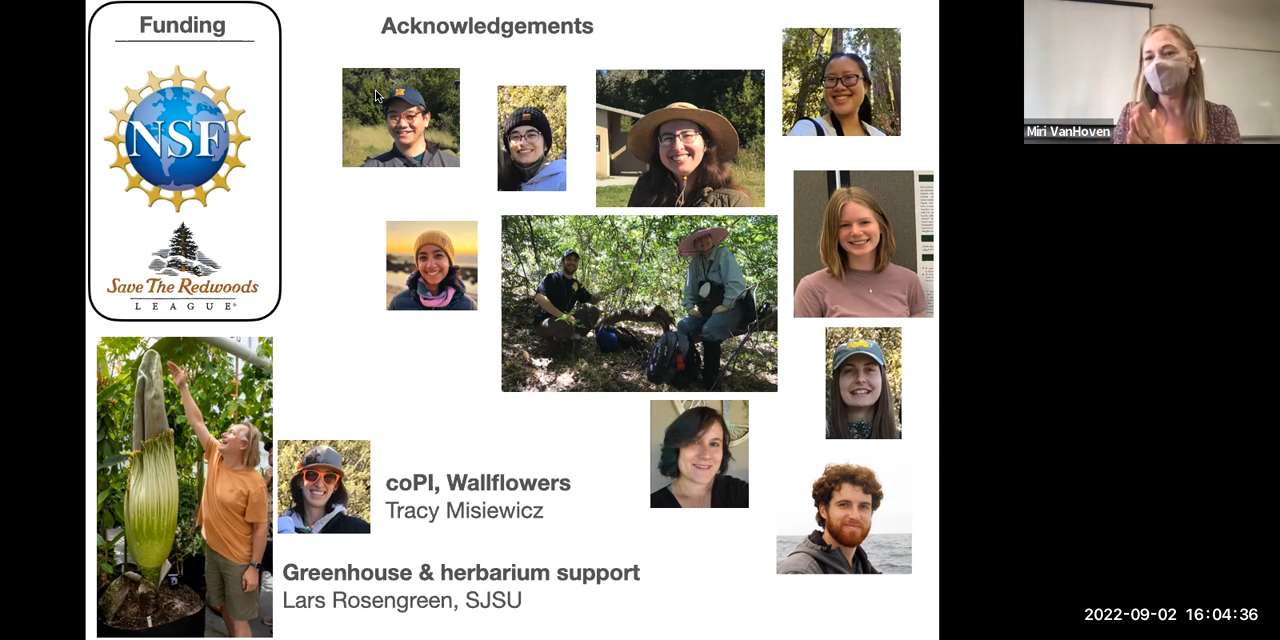 Funding
Acknowledgements
NSF
Save The Redwoods
LEAGUE®
coPI, Wallflowers
Tracy Misiewicz
Greenhouse & herbarium support
Lars Rosengreen, SJSU
Miri VanHoven
2022-09-02 16:04:36